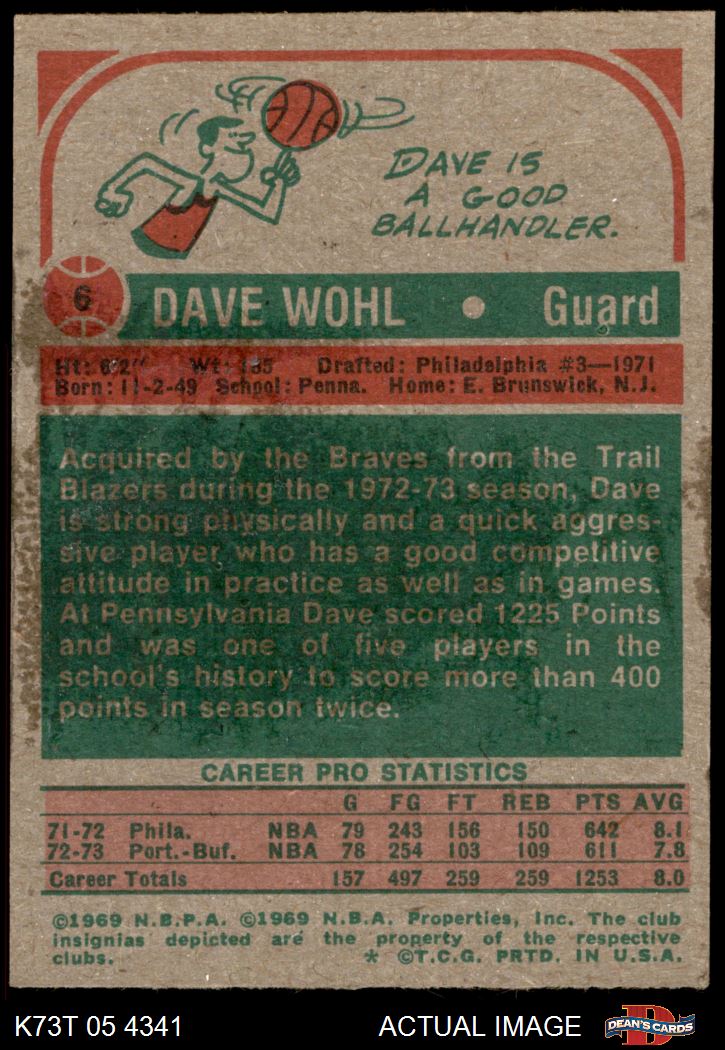 DAVE IS
A GOOD
BALLHANDLER.
6
DAVE WOHL • Guard
Ht: 6'2" Wt: 185 Drafted: Philadelphia #3—1971
Born: 11-2-49 School: Penna. Home: E. Brunswick, N.J.
Acquired by the Braves from the Trail
Blazers during the 1972-73 season, Dave
is strong physically and a quick aggres-
sive player who has a good competitive
attitude in practice as well as in games.
At Pennsylvania Dave scored 1225 Points
and was one of five players in the
school's history to score more than 400
points in season twice.
CAREER PRO STATISTICS
G FG FT REB PTS AVG
71-72 Phila. NBA 79 243 156 150 642 8.1
72-73 Port.-Buf. NBA 78 254 103 109 611 7.8
Career Totals 157 497 259 259 1253 8.0
©1969 N.B.P.A. ©1969 N.B.A. Properties, Inc. The club
insignias depicted are the property of the respective
clubs. * ©T.C.G. PRTD. IN U.S.A.
K73T 05 4341 ACTUAL IMAGE
D
DEAN'S CARDS